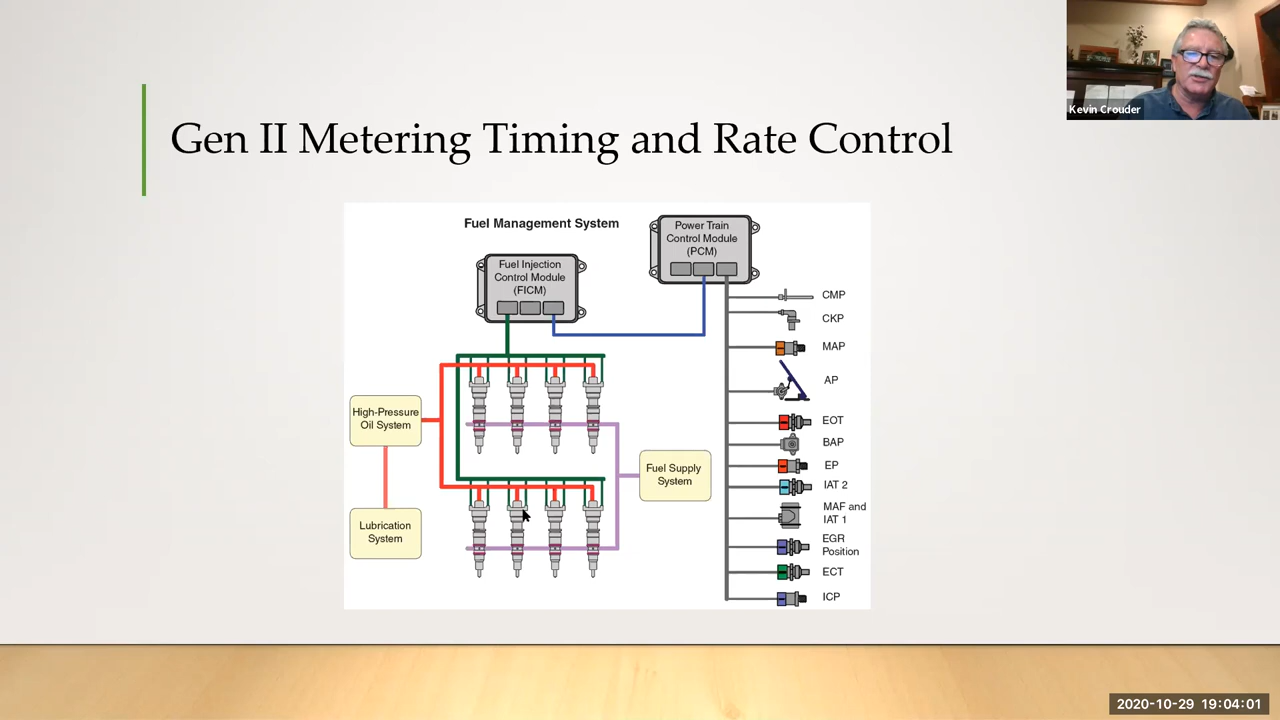 Kevin Crouder
Gen II Metering Timing and Rate Control
Fuel Management System
Power Train
Control Module
(PCM)
Fuel Injection
Control Module
(FICM)
CMP
CKP
MAP
AP
High-Pressure
Oil System
EOT
BAP
EP
Fuel Supply
System
IAT 2
MAF and
IAT 1
Lubrication
System
EGR
Position
ECT
ICP
2020-10-29 19:04:01